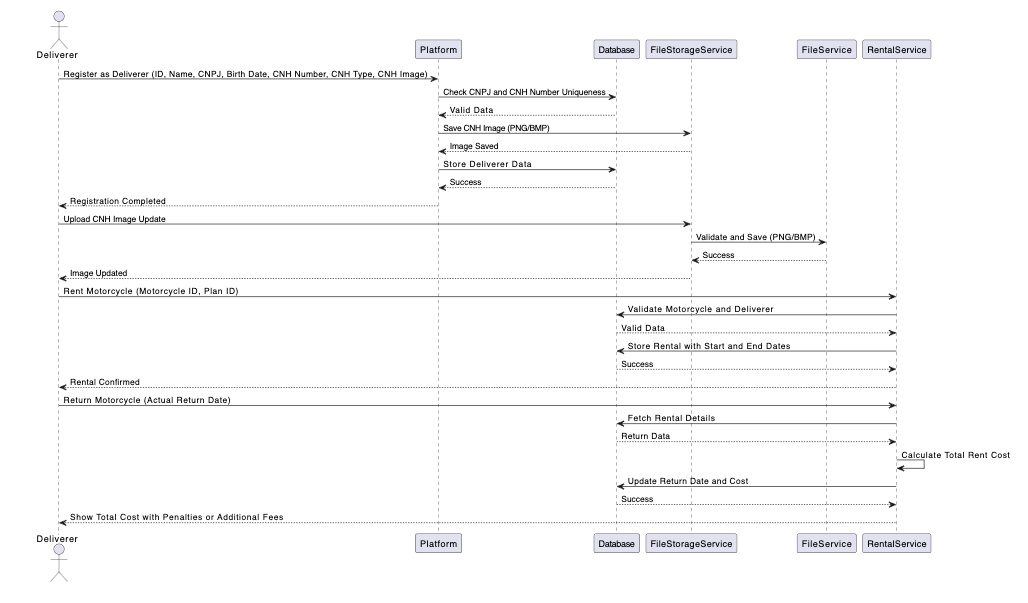 Deliverer
Platform
Database
FileStorageService
FileService
RentalService
Register as Deliverer (ID, Name, CNPJ, Birth Date, CNH Number, CNH Type, CNH Image)
Check CNPJ and CNH Number Uniqueness
Valid Data
Save CNH Image (PNG/BMP)
Image Saved
Store Deliverer Data
Success
Registration Completed
Upload CNH Image Update
Validate and Save (PNG/BMP)
Success
Image Updated
Rent Motorcycle (Motorcycle ID, Plan ID)
Validate Motorcycle and Deliverer
Valid Data
Store Rental with Start and End Dates
Success
Rental Confirmed
Return Motorcycle (Actual Return Date)
Fetch Rental Details
Return Data
Calculate Total Rent Cost
Update Return Date and Cost
Success
Show Total Cost with Penalties or Additional Fees
Deliverer
Platform
Database
FileStorageService
FileService
RentalService